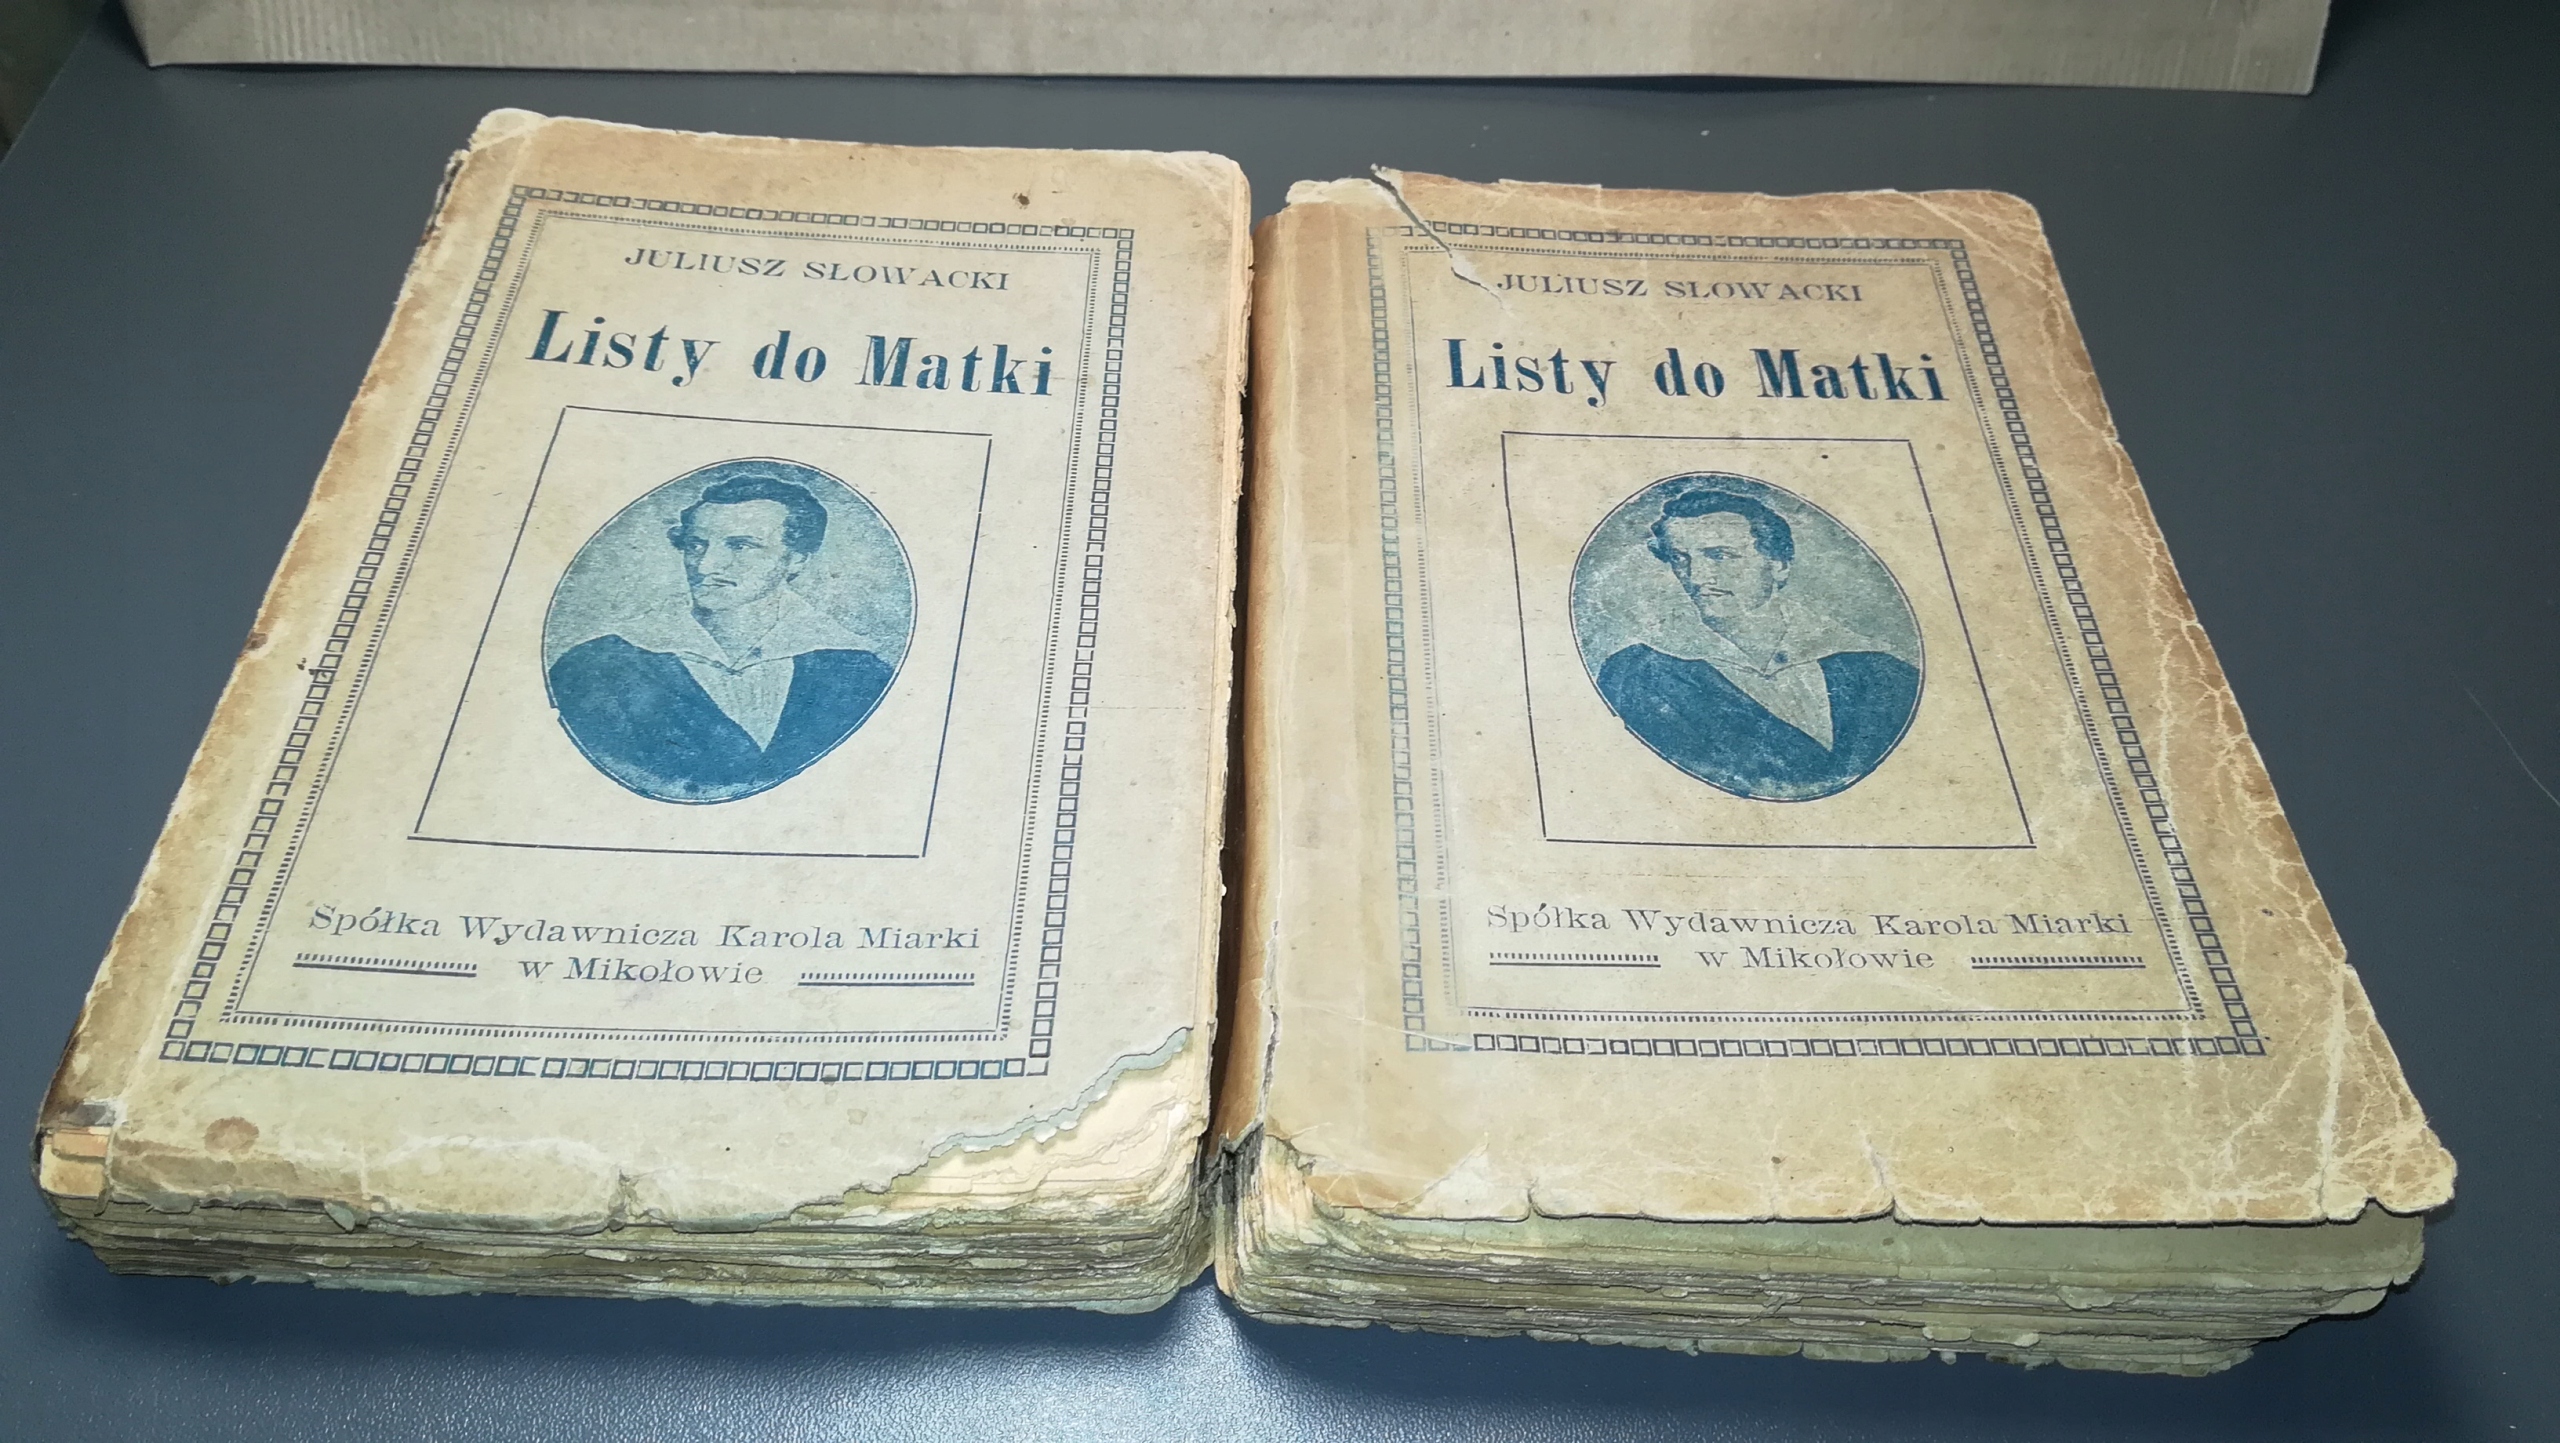 JULIUSZ SŁOWACKI
Listy do Matki
Spółka Wydawnicza Karola Miarki
w Mikołowie
JULIUSZ SŁOWACKI
Listy do Matki
Spółka Wydawnicza Karola Miarki
w Mikołowie